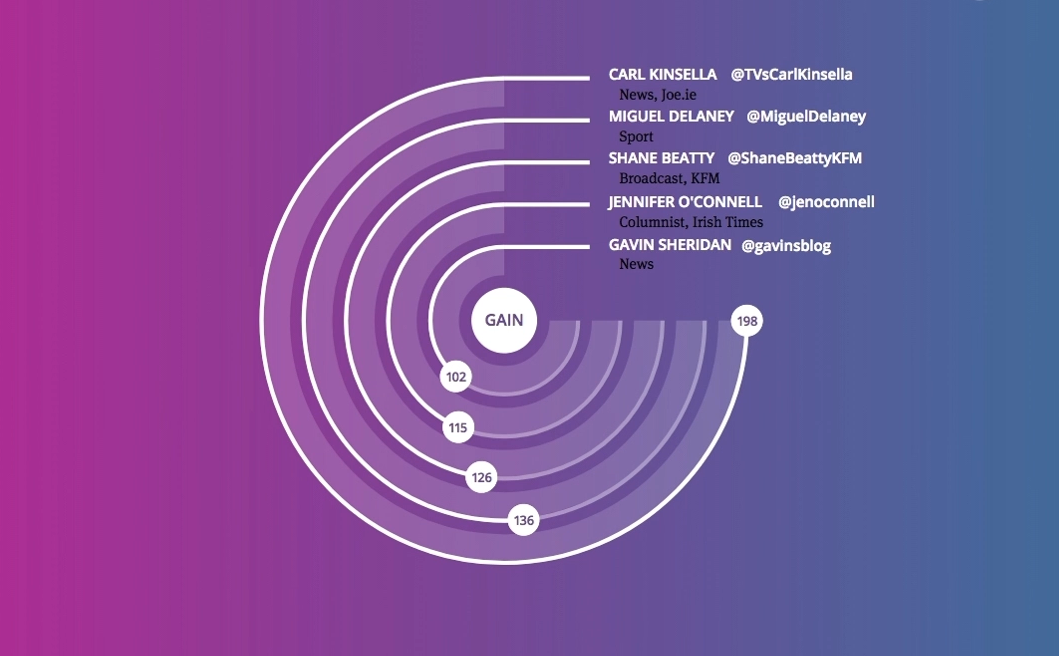 CARL KINSELLA @TVsCarlKinsella
News, Joe.ie
MIGUEL DELANEY @MiguelDelaney
Sport
SHANE BEATTY @ShaneBeattyKFM
Broadcast, KFM
JENNIFER O'CONNELL @jenoconnell
Columnist, Irish Times
GAVIN SHERIDAN @gavinsblog
News
GAIN
198
102
115
126
136